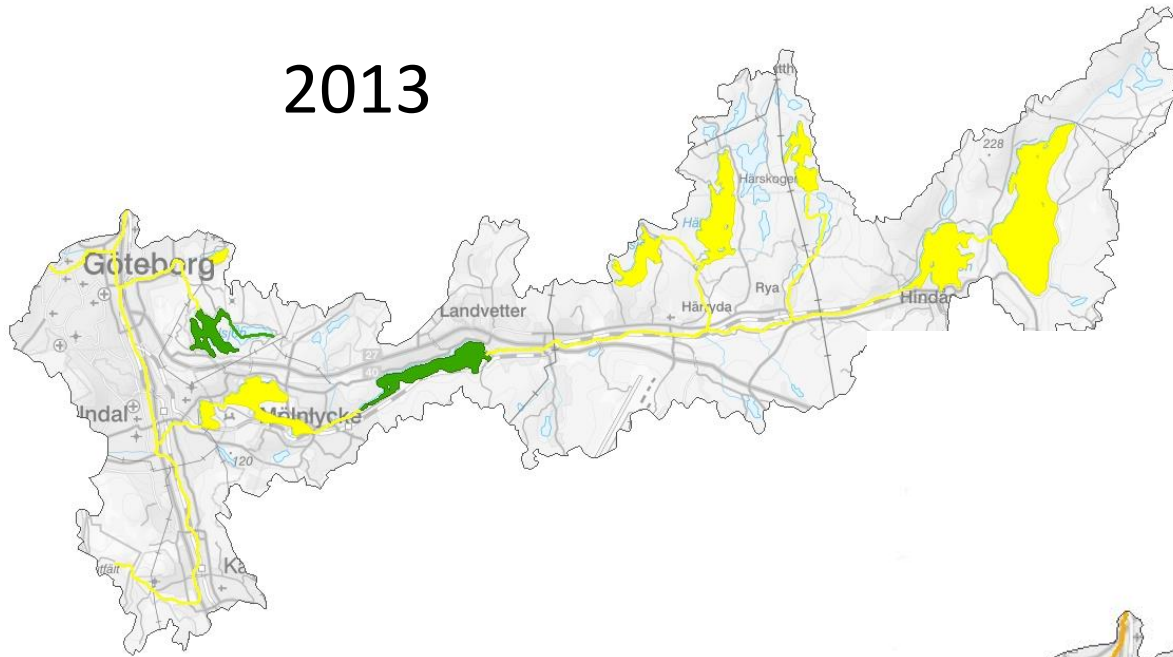 2013
228
Härskogen
Göteborg
Rya
Härryda
Hindås
Landvetter
27
40
Mölnlycke
120